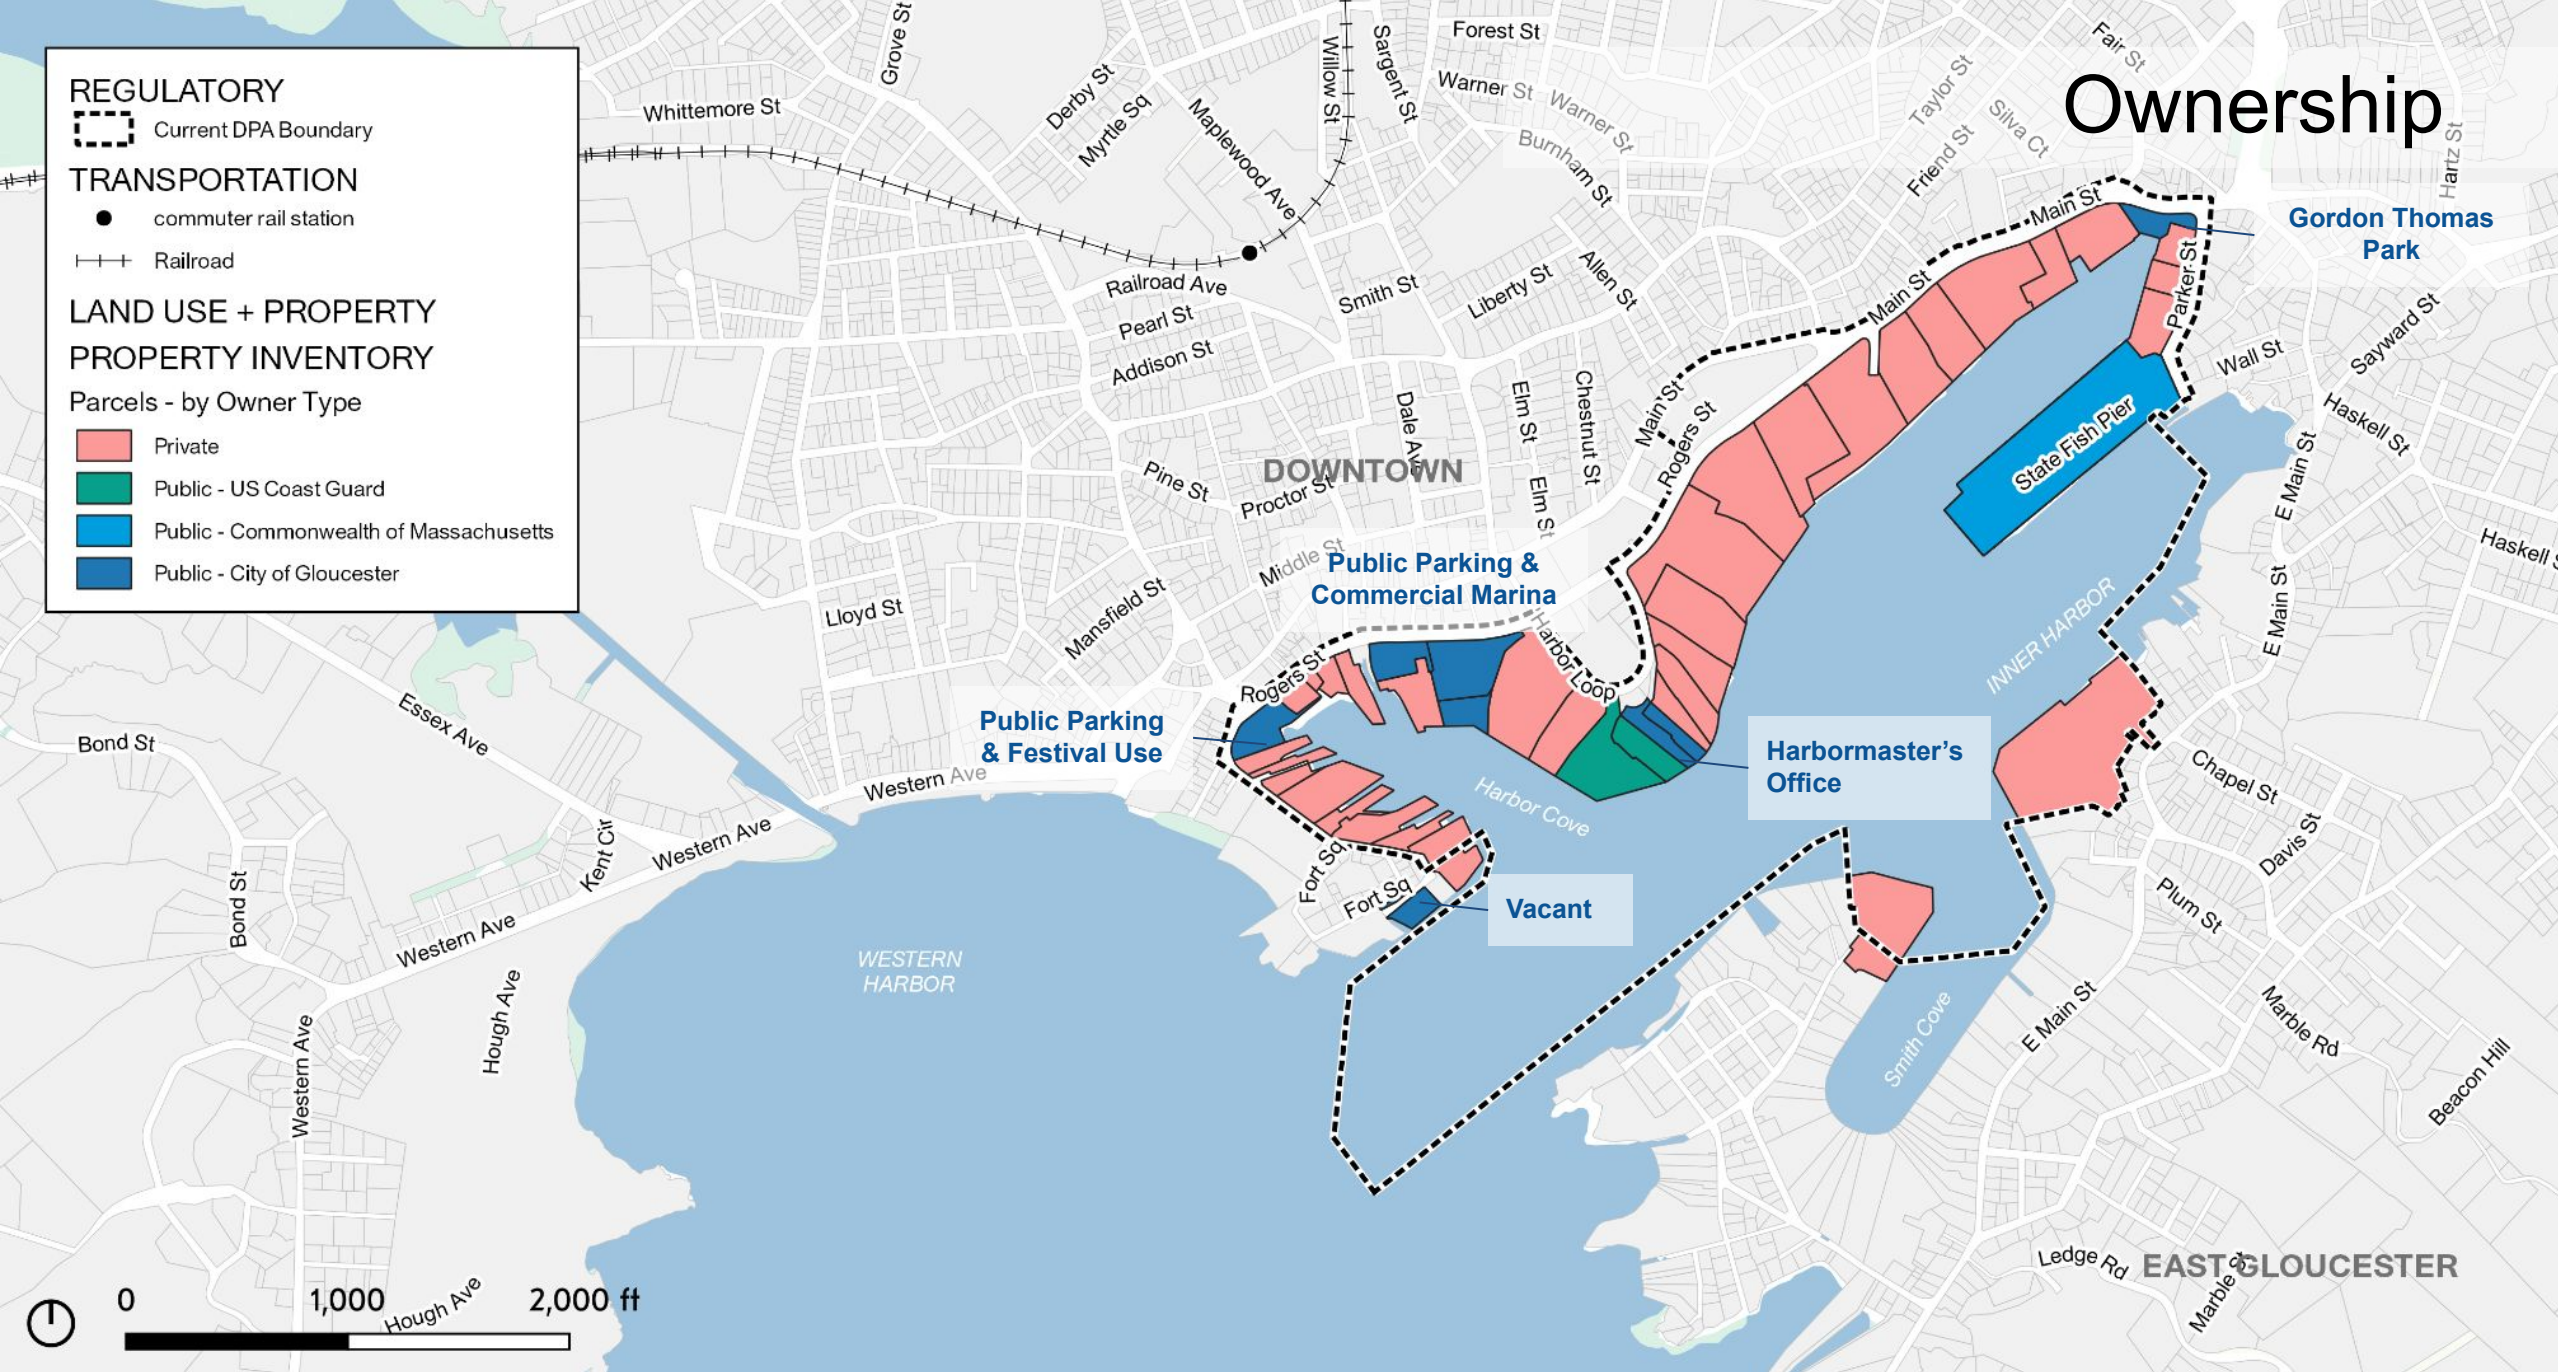 Ownership
REGULATORY
Current DPA Boundary
TRANSPORTATION
commuter rail station
Railroad
LAND USE + PROPERTY
PROPERTY INVENTORY
Parcels - by Owner Type
Private
Public - US Coast Guard
Public - Commonwealth of Massachusetts
Public - City of Gloucester
Grove St
Whittemore St
Derby St
Myrtle Sq
Maplewood Ave
Willow St
Sargent St
Forest St
Warner St
Warner St
Burnham St
Taylor St
Friend St
Silva Ct
Fair St
Hartz St
Gordon Thomas
Park
Main St
Main St
Main St
Parker St
Railroad Ave
Pearl St
Addison St
Smith St
Liberty St
Allen St
Wall St
Sayward St
Haskell St
Haskell S
E Main St
E Main St
Dale Ave
Elm St
Elm St
Chestnut St
Rogers St
State Fish Pier
Pine St
Proctor St
DOWNTOWN
Middle St
Public Parking &
Commercial Marina
Mansfield St
Lloyd St
Harbor Loop
Rogers St
INNER HARBOR
Public Parking
& Festival Use
Harbormaster's
Office
Essex Ave
Bond St
Bond St
Kent Cir
Western Ave
Western Ave
Western Ave
Western Ave
Harbor Cove
Fort Sq
Fort Sq
Vacant
Chapel St
Davis St
Plum St
WESTERN
HARBOR
Hough Ave
Smith Cove
E Main St
Marble Rd
Beacon Hill
Ledge Rd
EAST GLOUCESTER
Marble St
Hough Ave
0
1,000
2,000 ft